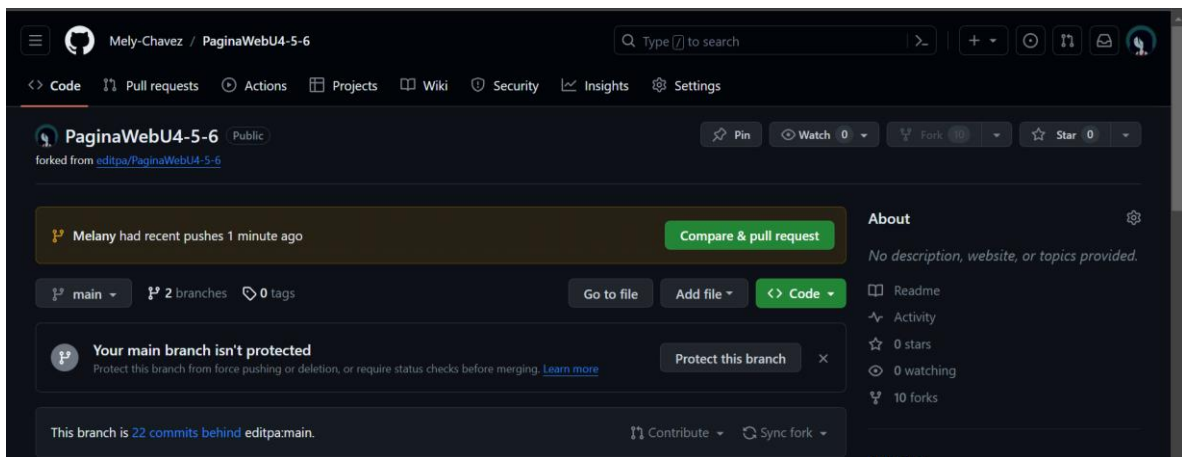 Mely-Chavez / PaginaWebU4-5-6
Type / to search
Code
Pull requests
Actions
Projects
Wiki
Security
Insights
Settings
PaginaWebU4-5-6 Public
Pin
Watch 0
Fork 10
Star 0
forked from editpa/PaginaWebU4-5-6
Melany had recent pushes 1 minute ago
Compare & pull request
main
2 branches
0 tags
Go to file
Add file
<> Code
Your main branch isn't protected
Protect this branch from force pushing or deletion, or require status checks before merging. Learn more
Protect this branch
This branch is 22 commits behind editpa:main.
Contribute
Sync fork
About
No description, website, or topics provided.
Readme
Activity
0 stars
0 watching
10 forks